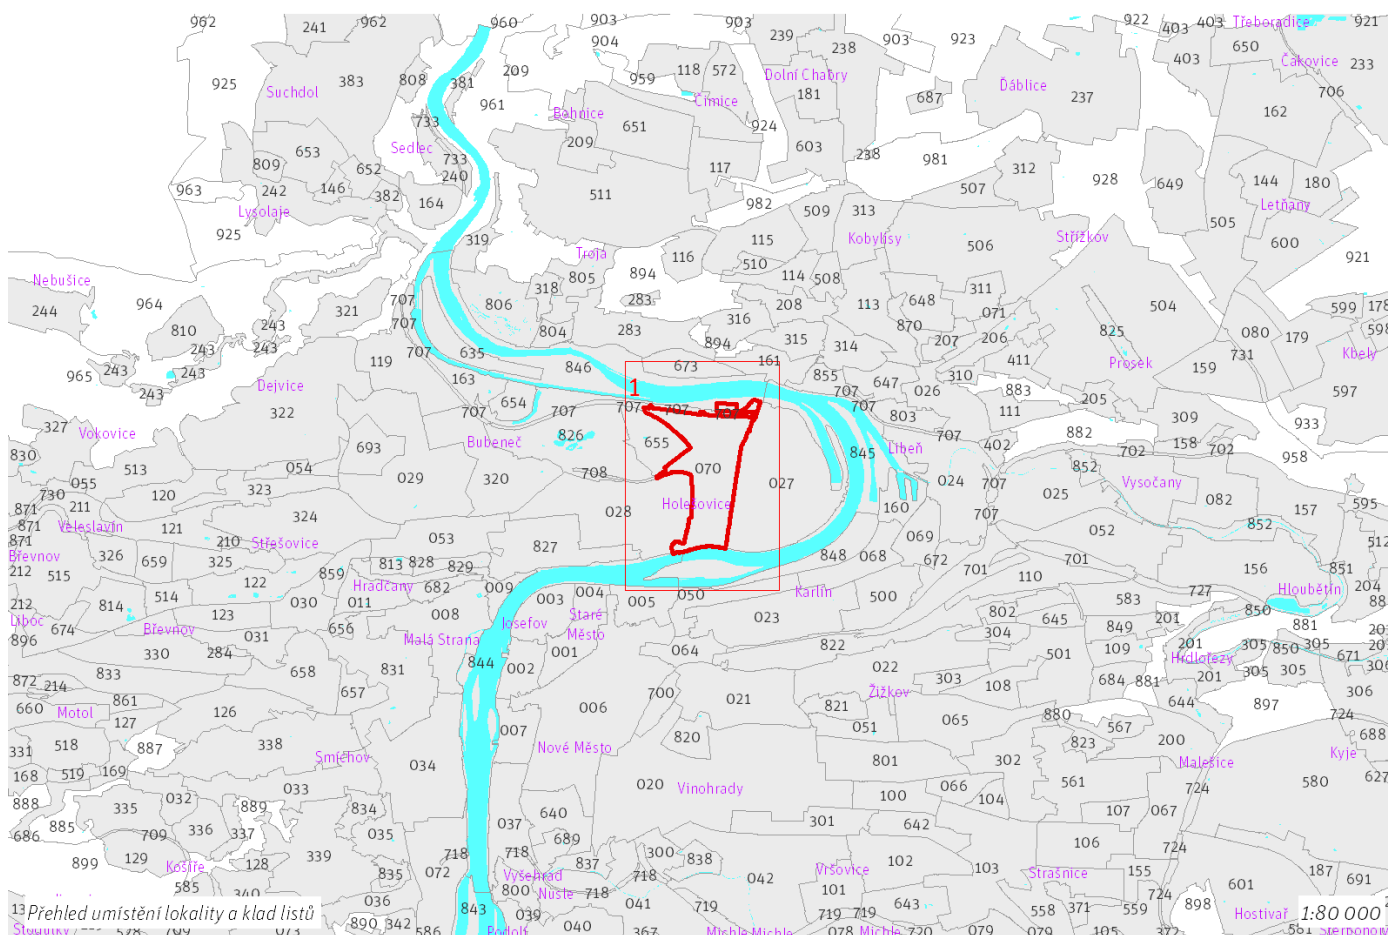 962 241 962 960 903 903 922 403 403 Třeboradice 921
904 239 238 903 923 650
925 383 808 381 209 959 118 572 Dolní Chabry Čakovice 233
Suchdol Čimice 181 687 Ďáblice 237 706
961 Bohnice 162
733 651 924
653 Sedlec 209 603
809 652 733 117 238 981 312 928 649 144 180
963 242 146 382 240 164 511 982 507
Lysolaje 509 313 505 Letňany
925 319 115 Kobylisy 506 Střížkov 600
Troja 116 510 921
Nebušice 894 805 114 508
244 964 321 707 806 318 283 208 113 648 311 504 599 178
810 243 707 804 283 316 870 071 825 080 179 598
243 243 119 707 635 894 315 314 207 206 731 Kbely
965 243 243 846 673 161 411 Prosek 159
243 Dejvice 163 855 647 026 310 883 597
322 654 1 707 707 707 205
327 707 707 803 111 309 933
Vokovice 693 Bubeneč 826 655 845 Libeň 707 402 882 702 158 702 958
830 513 054 708 070 027 024 707 852 Vysočany
055 323 029 320 025 082 595
730 120 Holešovice 160 157
871 211 324 028 707 852
871 Veleslavín 121 052 512
871 210 Střešovice 053 827 069
Břevnov 326 659 325 813 828 829 848 068 672 701 701 156 851
212 515 859 Hradčany 682 009 110 727 Hloubětín 204
122 004 050 Karlín 500
212 814 514 030 011 008 003 005 583 850
Liboc 674 123 Josefov Staré 023 802 645 849 201 881
896 Břevnov 031 656 Malá Strana Město 304
330 284 001 064 822 501 109 201 Hrdlořezy 305 850 305 671
833 658 831 844 002 022 684 881 201 305 305
872 214 657 700 303 108 306
660 861 006 021 Žižkov 644 897
Motol 127 126 007 821 065 880 567 724
331 518 887 338 Nové Město 820 051 823 200 688
168 519 169 Smíchov 034 801 302 Malešice Kyje
033 020 Vinohrady 066 561 580 627
888 032 889 834 100 104 724
335 640 107 067
686 885 336 337 035 037 301 642
709 689 106
899 129 339 718 718 837 300 838 102 724
Košíře 128 835 072 Vyšehrad 718 042 Vršovice 103 Strašnice 155 187
585 800 Nusle 718 101 724 601 691
340 036 843 041 719 643 558 371 559 898
Přehled umístění lokality a klad listů 890 342 039 719 719 Hostivař 1:80 000
586 Podolí 040 367 Michle Michle 078 Michle 720 079 079 105 372 581